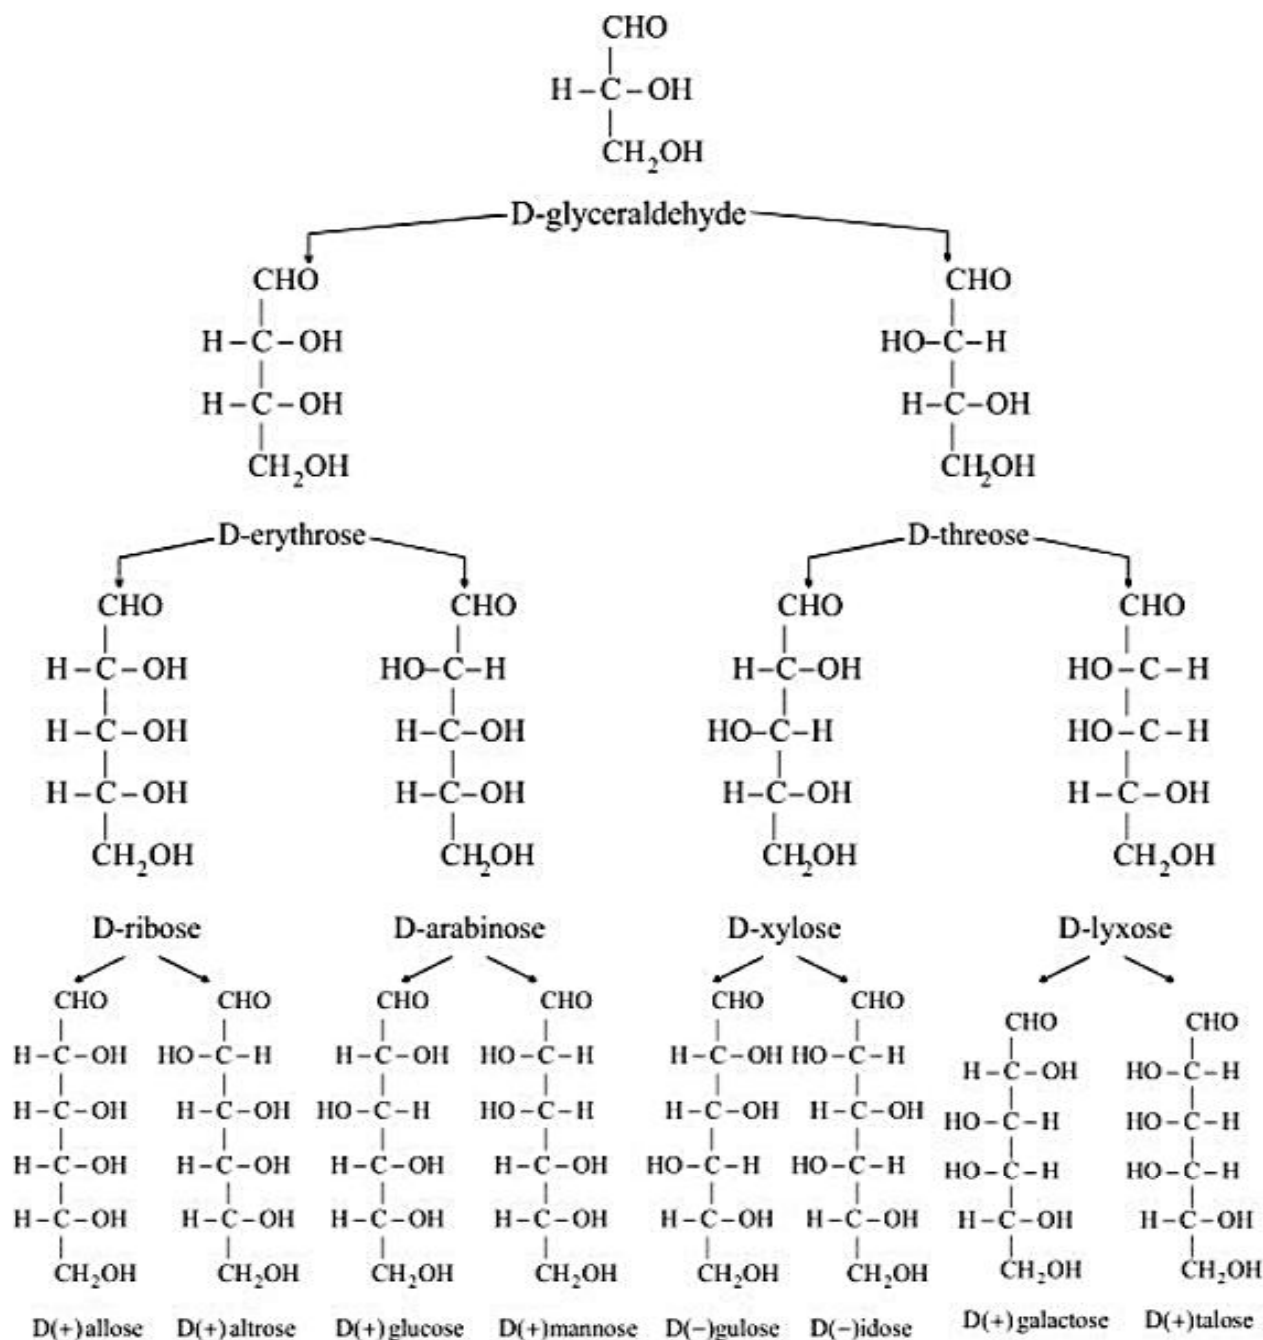 CHO
H–C–OH
CH₂OH
D-glyceraldehyde
CHO CHO
H–C–OH HO–C–H
H–C–OH H–C–OH
CH₂OH CH₂OH
D-erythrose D-threose
CHO CHO CHO CHO
H–C–OH HO–C–H H–C–OH HO–C–H
H–C–OH H–C–OH HO–C–H HO–C–H
H–C–OH H–C–OH H–C–OH H–C–OH
CH₂OH CH₂OH CH₂OH CH₂OH
D-ribose D-arabinose D-xylose D-lyxose
CHO CHO CHO CHO CHO CHO CHO CHO
H–C–OH HO–C–H H–C–OH HO–C–H H–C–OH HO–C–H H–C–OH HO–C–H
H–C–OH H–C–OH HO–C–H HO–C–H H–C–OH H–C–OH HO–C–H HO–C–H
H–C–OH H–C–OH H–C–OH H–C–OH HO–C–H HO–C–H HO–C–H HO–C–H
H–C–OH H–C–OH H–C–OH H–C–OH H–C–OH H–C–OH H–C–OH H–C–OH
CH₂OH CH₂OH CH₂OH CH₂OH CH₂OH CH₂OH CH₂OH CH₂OH
D(+)allose D(+)altrose D(+)glucose D(+)mannose D(−)gulose D(−)idose D(+)galactose D(+)talose